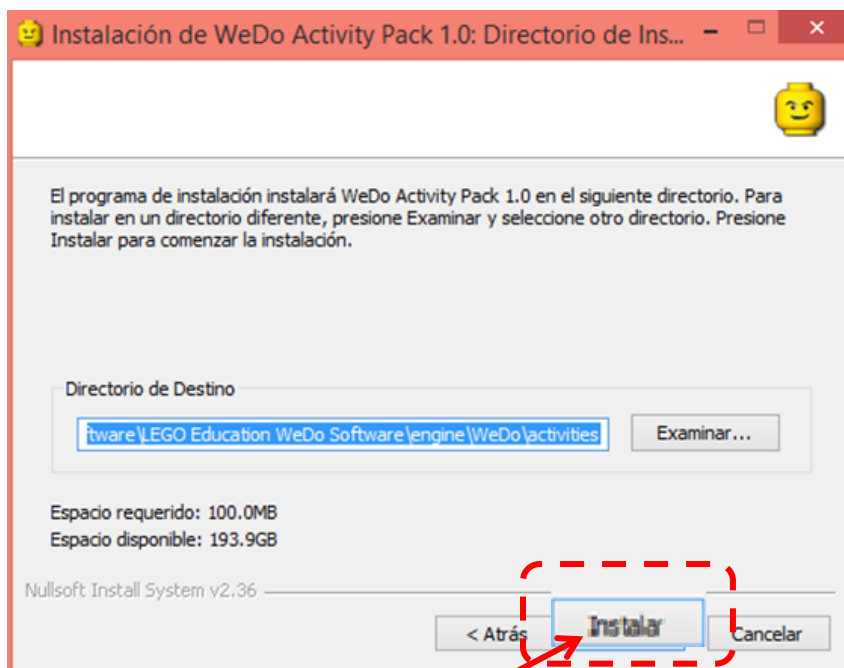 Instalación de WeDo Activity Pack 1.0: Directorio de Ins...
El programa de instalación instalará WeDo Activity Pack 1.0 en el siguiente directorio. Para
instalar en un directorio diferente, presione Examinar y seleccione otro directorio. Presione
Instalar para comenzar la instalación.
Directorio de Destino
ftware\LEGO Education WeDo Software\engine\WeDo\activities
Examinar...
Espacio requerido: 100.0MB
Espacio disponible: 193.9GB
Nullsoft Install System v2.36
< Atrás
Instalar
Cancelar